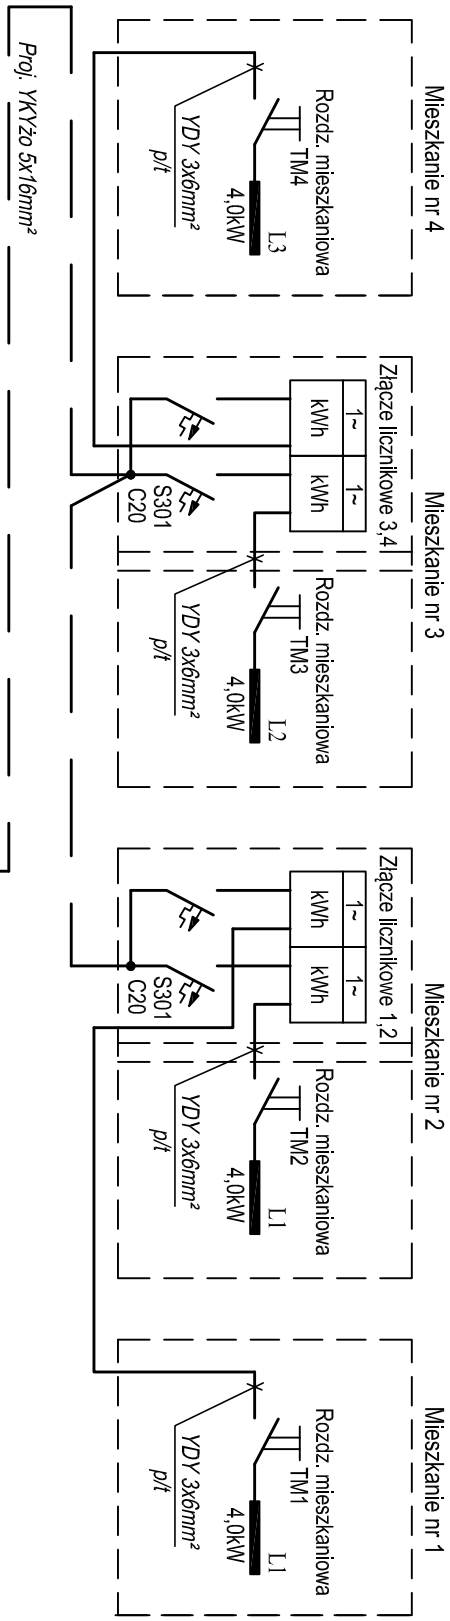 Mieszkanie nr 4
Rozdz. mieszkaniowa
TM4
L3
4,0kW
YDY 3x6mm²
p/t
Proj. YKYżo 5x16mm²
Mieszkanie nr 3
Złącze licznikowe 3,4
1~
1~
kWh
kWh
S301
C20
Rozdz. mieszkaniowa
TM3
L2
4,0kW
YDY 3x6mm²
p/t
Mieszkanie nr 2
Złącze licznikowe 1,2
1~
1~
kWh
kWh
S301
C20
Rozdz. mieszkaniowa
TM2
L1
4,0kW
YDY 3x6mm²
p/t
Mieszkanie nr 1
Rozdz. mieszkaniowa
TM1
L1
4,0kW
YDY 3x6mm²
p/t